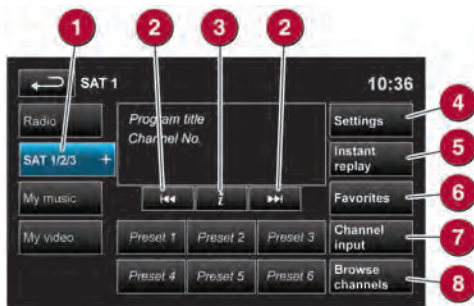 1
2
3
2
SAT 1
10:36
4
Radio
Program title
Channel No.
Settings
SAT 1/2/3 +
Instant
replay
5
My music
i
Favorites
6
My video
Preset 1
Preset 2
Preset 3
Channel
input
7
Preset 4
Preset 5
Preset 6
Browse
channels
8